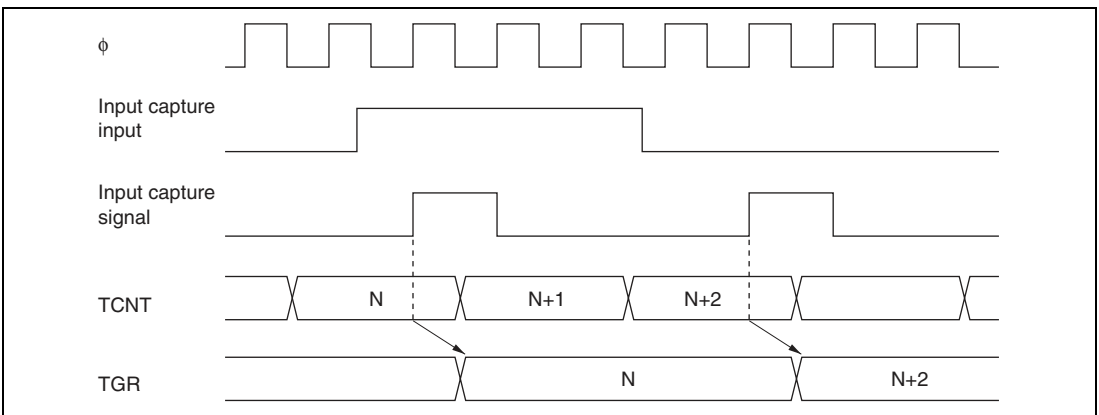 ϕ
Input capture
input
Input capture
signal
TCNT
N
N+1
N+2
TGR
N
N+2